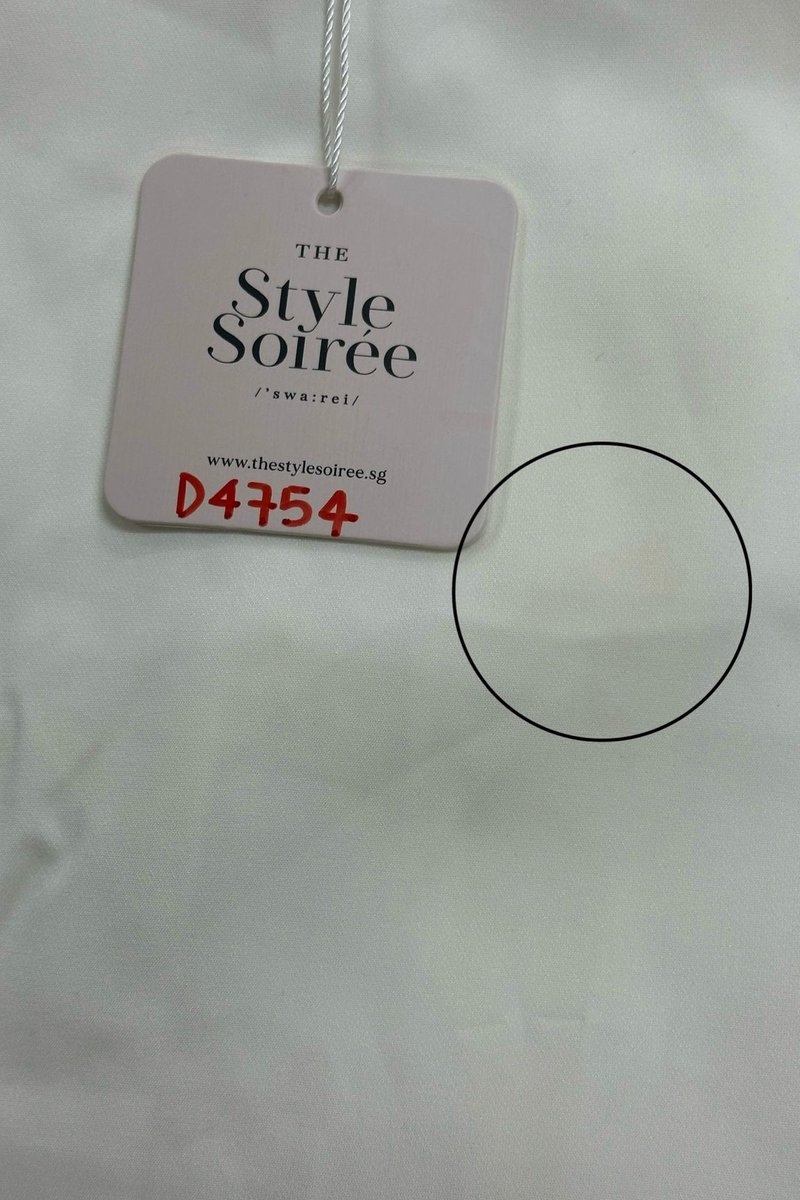 THE
Style
Soirée
/'swa:rei/
www.thestylesoiree.sg
D4754